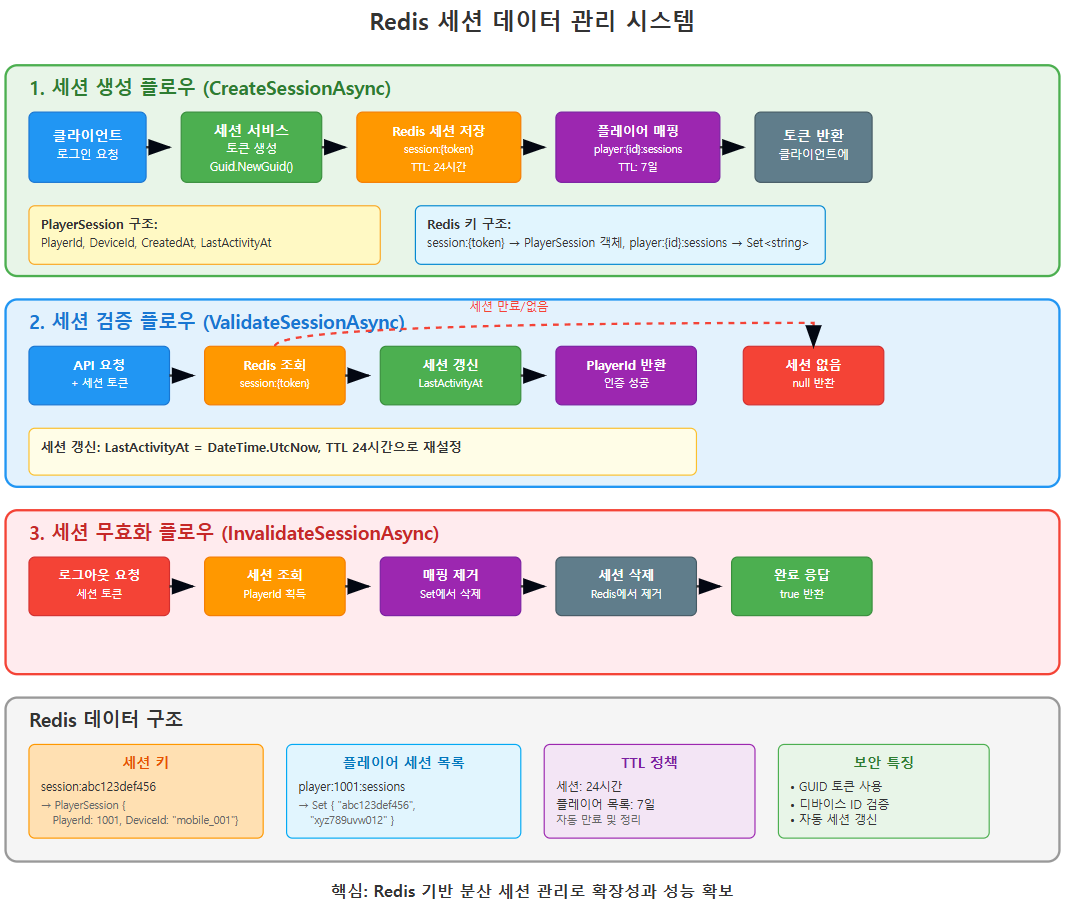 Redis 세션 데이터 관리 시스템
1. 세션 생성 플로우 (CreateSessionAsync)
클라이언트
로그인 요청
세션 서비스
토큰 생성
Guid.NewGuid()
Redis 세션 저장
session:{token}
TTL: 24시간
플레이어 매핑
player:{id}:sessions
TTL: 7일
토큰 반환
클라이언트에
PlayerSession 구조:
PlayerId, DeviceId, CreatedAt, LastActivityAt
Redis 키 구조:
session:{token} → PlayerSession 객체, player:{id}:sessions → Set<string>
2. 세션 검증 플로우 (ValidateSessionAsync)
세션 만료/없음
API 요청
+ 세션 토큰
Redis 조회
session:{token}
세션 갱신
LastActivityAt
PlayerId 반환
인증 성공
세션 없음
null 반환
세션 갱신: LastActivityAt = DateTime.UtcNow, TTL 24시간으로 재설정
3. 세션 무효화 플로우 (InvalidateSessionAsync)
로그아웃 요청
세션 토큰
세션 조회
PlayerId 획득
매핑 제거
Set에서 삭제
세션 삭제
Redis에서 제거
완료 응답
true 반환
Redis 데이터 구조
세션 키
session:abc123def456
→ PlayerSession {
PlayerId: 1001, DeviceId: "mobile_001"}
플레이어 세션 목록
player:1001:sessions
→ Set { "abc123def456",
"xyz789uvw012" }
TTL 정책
세션: 24시간
플레이어 목록: 7일
자동 만료 및 정리
보안 특징
• GUID 토큰 사용
• 디바이스 ID 검증
• 자동 세션 갱신
핵심: Redis 기반 분산 세션 관리로 확장성과 성능 확보